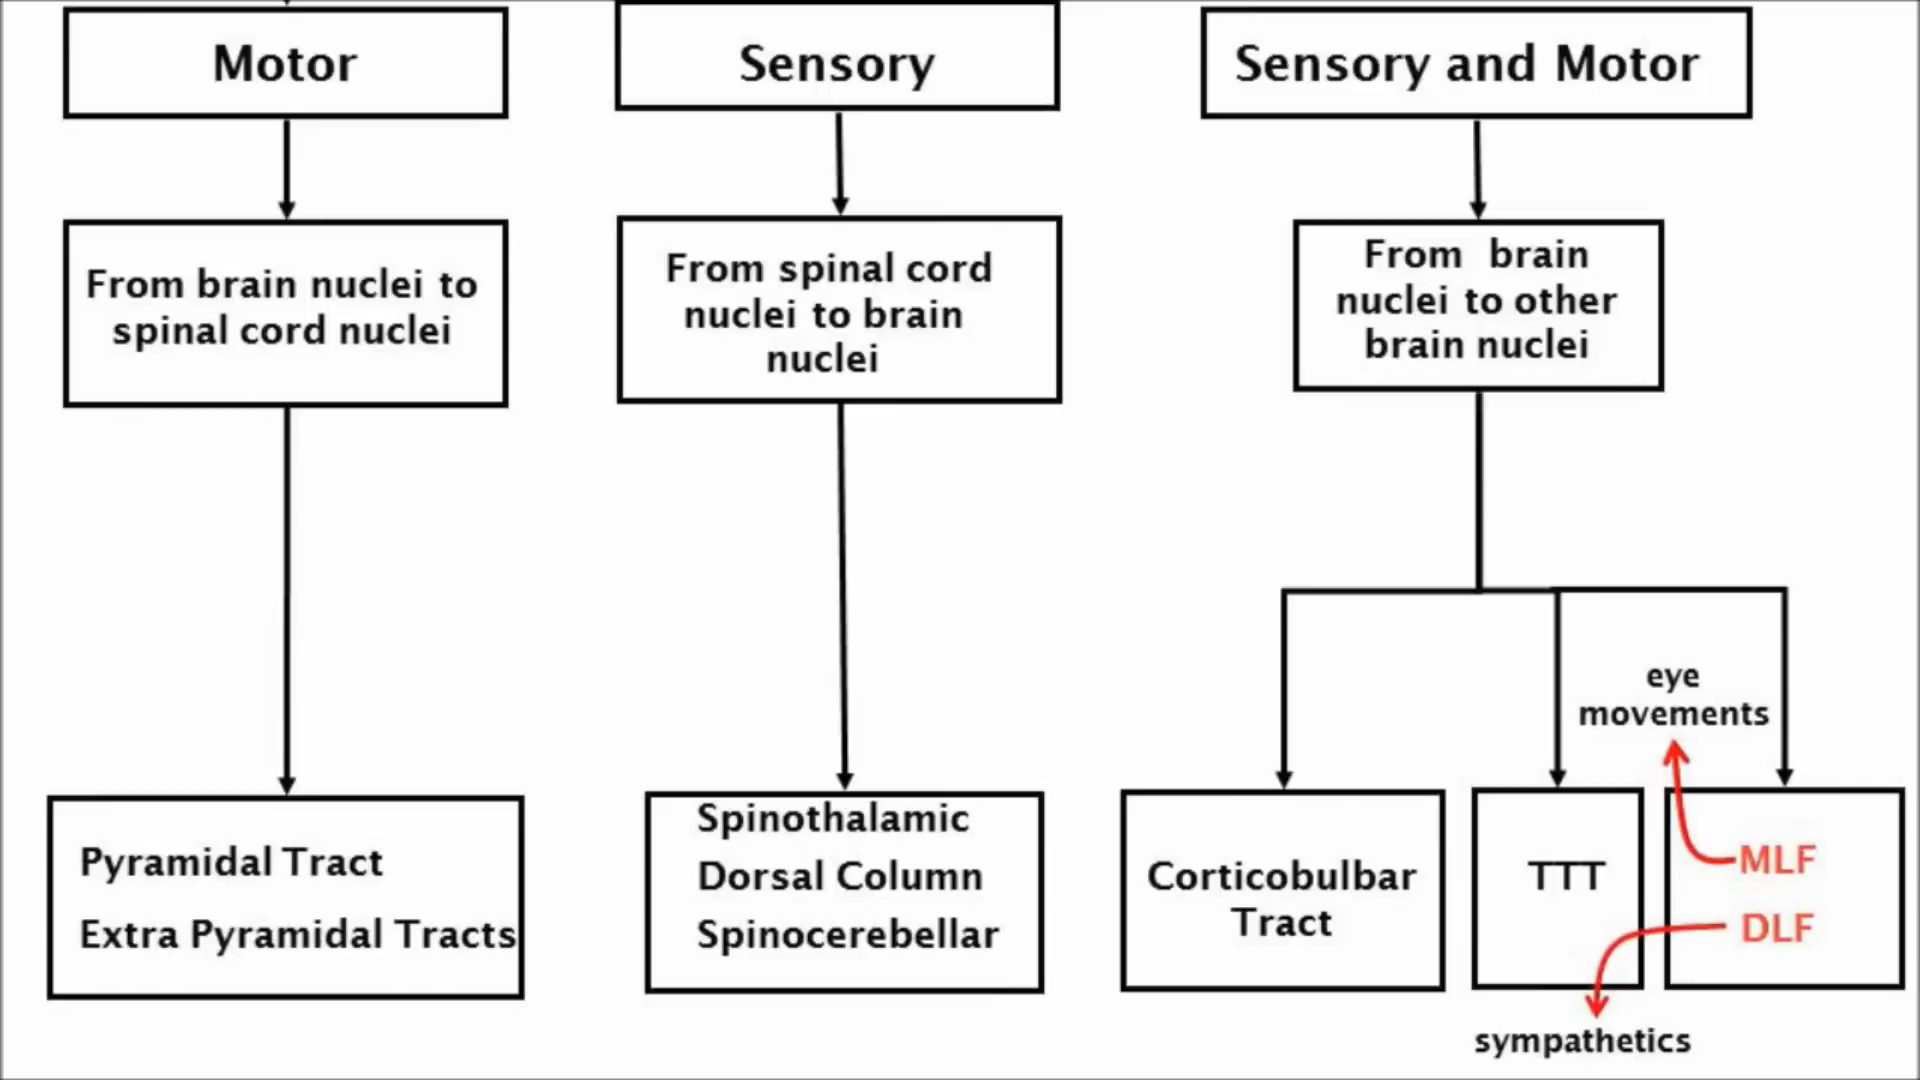 Motor
Sensory
Sensory and Motor
From brain nuclei to
spinal cord nuclei
From spinal cord
nuclei to brain
nuclei
From brain
nuclei to other
brain nuclei
eye
movements
Pyramidal Tract
Extra Pyramidal Tracts
Spinothalamic
Dorsal Column
Spinocerebellar
Corticobulbar
Tract
TTT
MLF
DLF
sympathetics